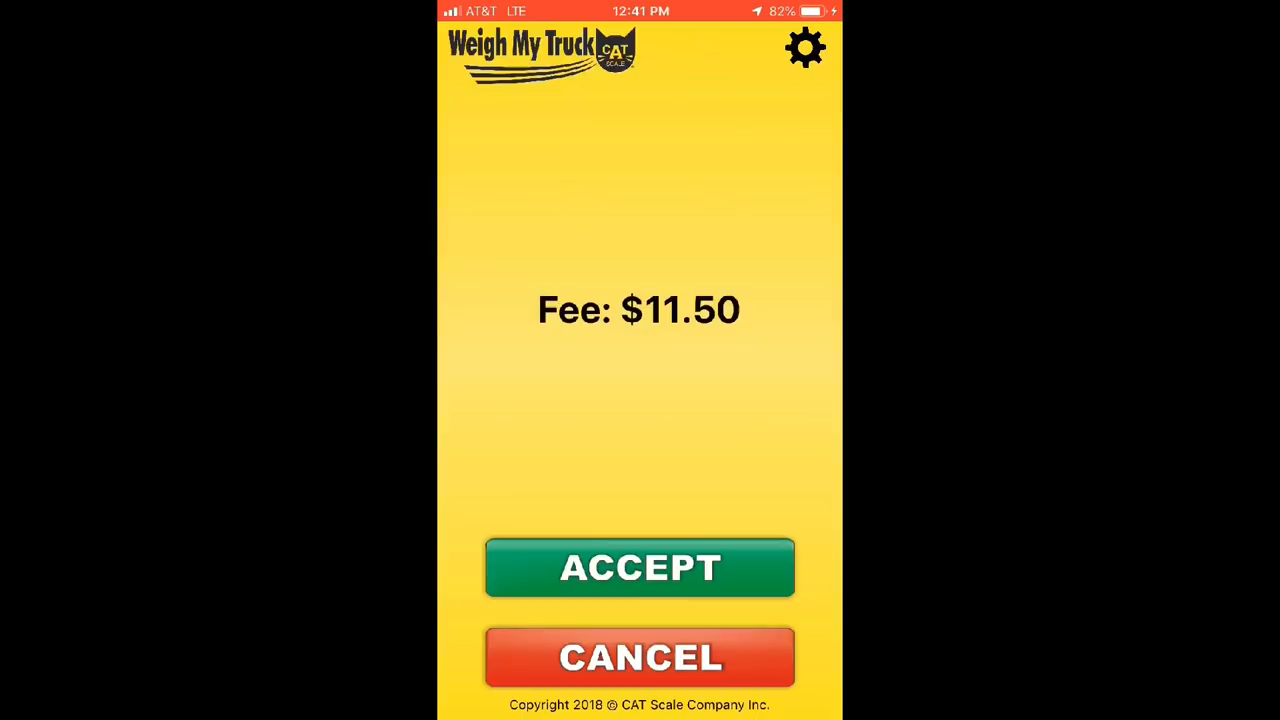 AT&T LTE 12:41 PM 82%
Weigh My Truck CAT SCALE
Fee: $11.50
ACCEPT
CANCEL
Copyright 2018 © CAT Scale Company Inc.